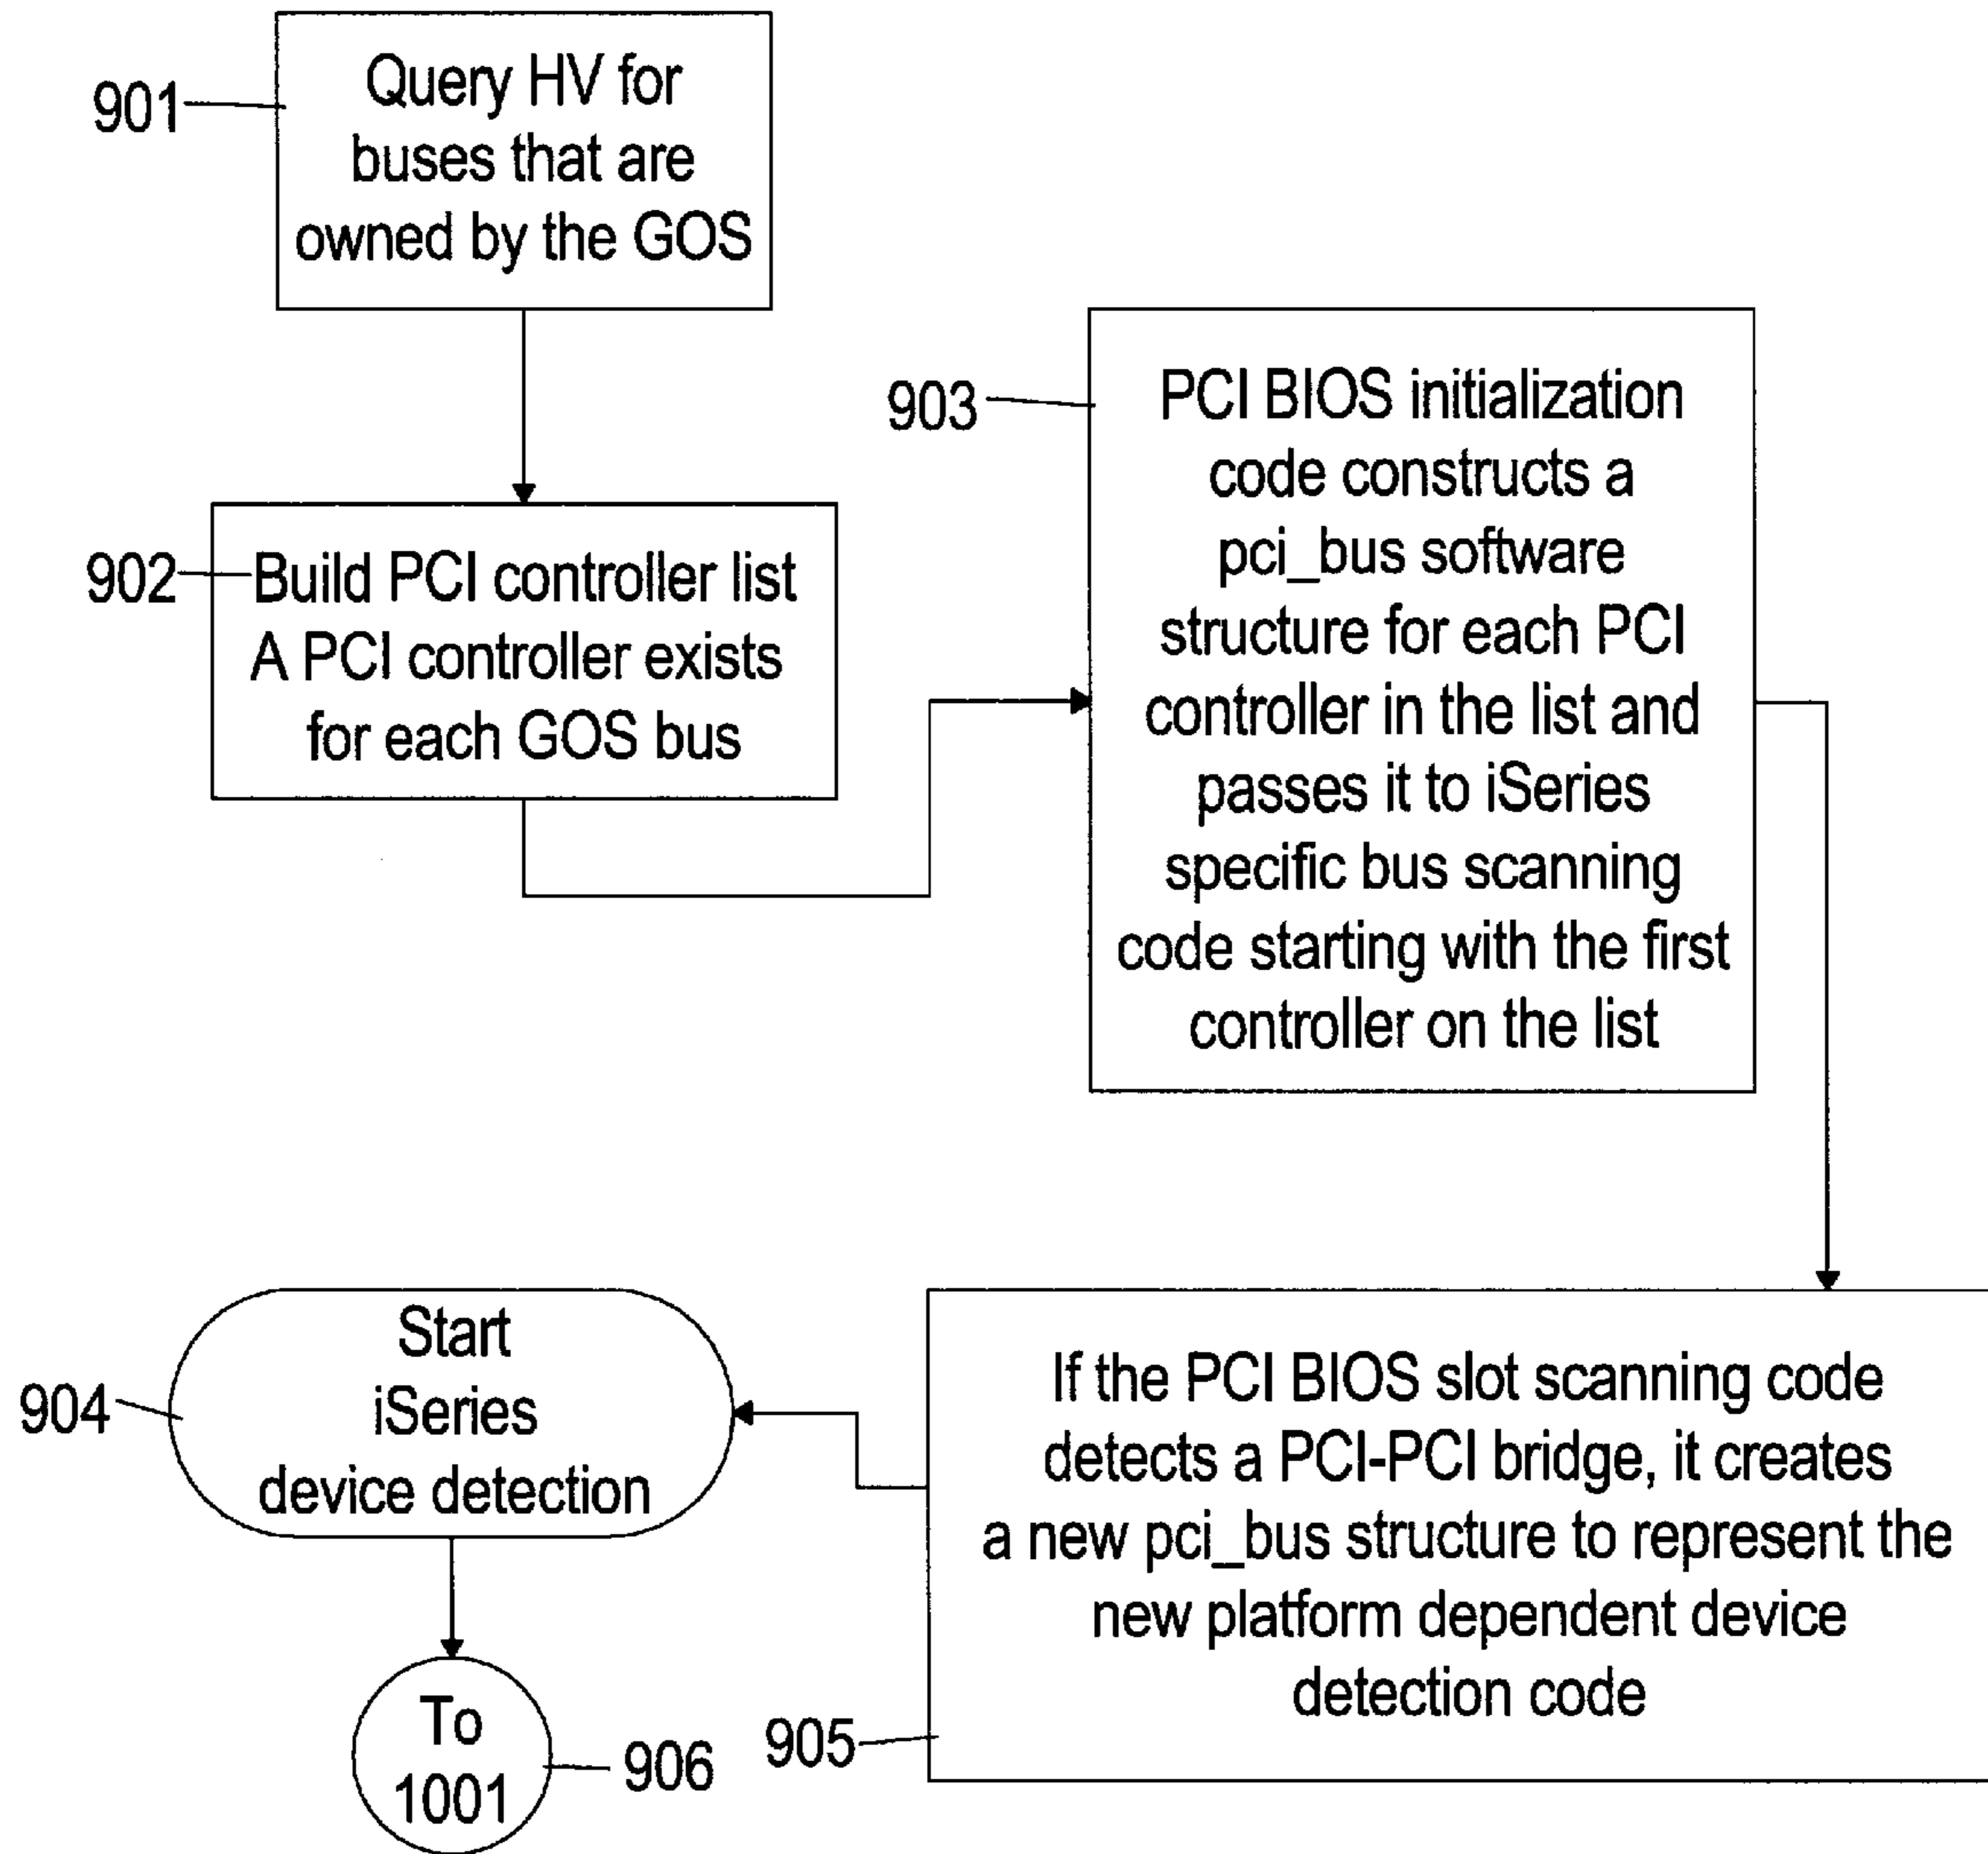 901
Query HV for
buses that are
owned by the GOS
902
Build PCI controller list
A PCI controller exists
for each GOS bus
903
PCI BIOS initialization
code constructs a
pci_bus software
structure for each PCI
controller in the list and
passes it to iSeries
specific bus scanning
code starting with the first
controller on the list
905
If the PCI BIOS slot scanning code
detects a PCI-PCI bridge, it creates
a new pci_bus structure to represent the
new platform dependent device
detection code
904
Start
iSeries
device detection
To
1001
906